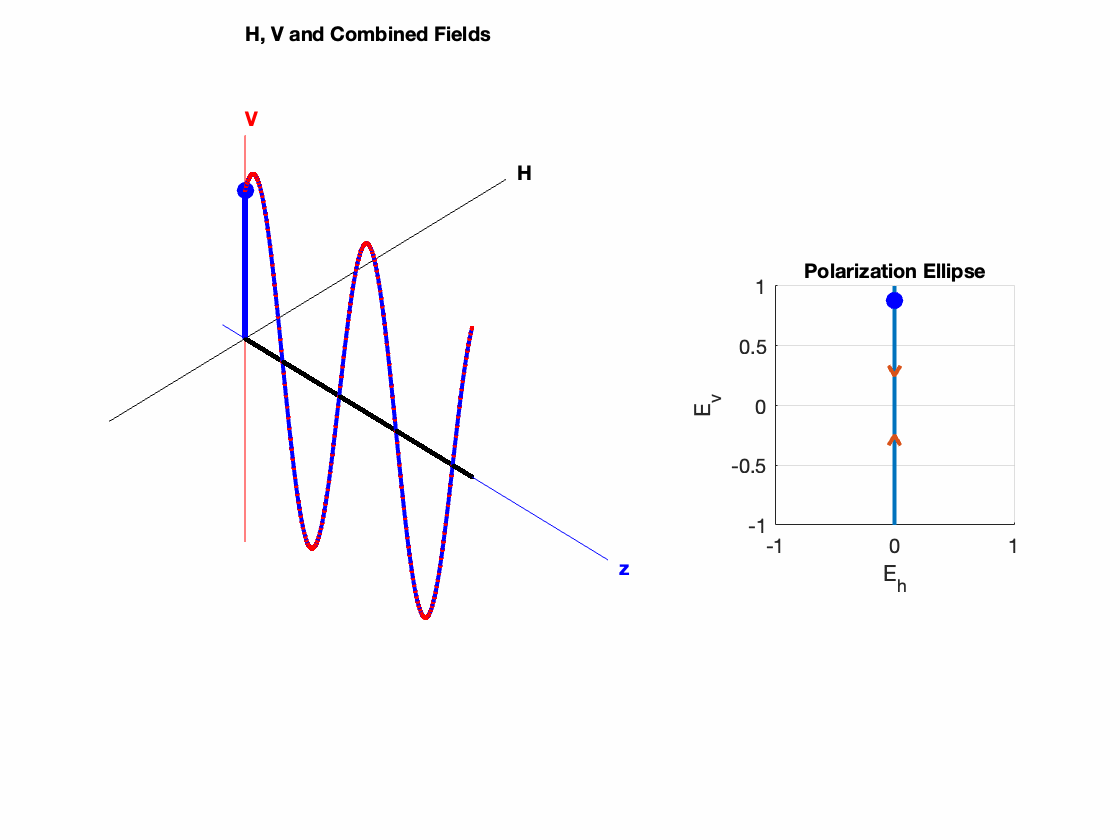 H, V and Combined Fields
V
H
z
Polarization Ellipse
1
0.5
0
-0.5
-1
E_v
-1 0 1
E_h